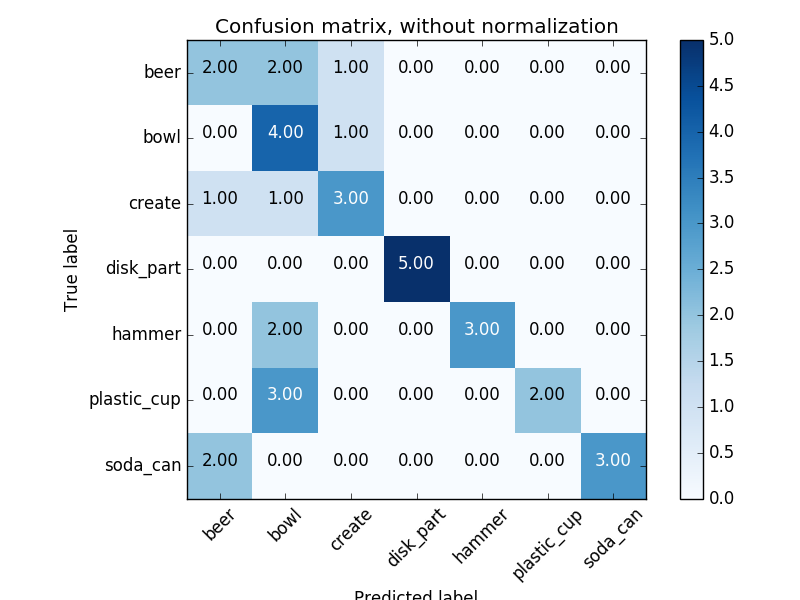 Confusion matrix, without normalization
beer 2.00 2.00 1.00 0.00 0.00 0.00 0.00
bowl 0.00 4.00 1.00 0.00 0.00 0.00 0.00
create 1.00 1.00 3.00 0.00 0.00 0.00 0.00
disk_part 0.00 0.00 0.00 5.00 0.00 0.00 0.00
hammer 0.00 2.00 0.00 0.00 3.00 0.00 0.00
plastic_cup 0.00 3.00 0.00 0.00 0.00 2.00 0.00
soda_can 2.00 0.00 0.00 0.00 0.00 0.00 3.00
beer bowl create disk_part hammer plastic_cup soda_can
True label
Predicted label
5.0
4.5
4.0
3.5
3.0
2.5
2.0
1.5
1.0
0.5
0.0